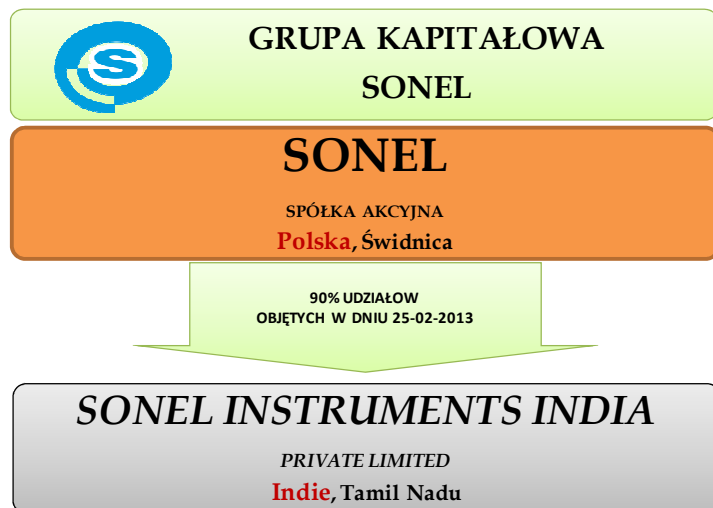 S
GRUPA KAPITAŁOWA
SONEL
SONEL
SPÓŁKA AKCYJNA
Polska, Świdnica
90% UDZIAŁOW
OBJĘTYCH W DNIU 25-02-2013
SONEL INSTRUMENTS INDIA
PRIVATE LIMITED
Indie, Tamil Nadu